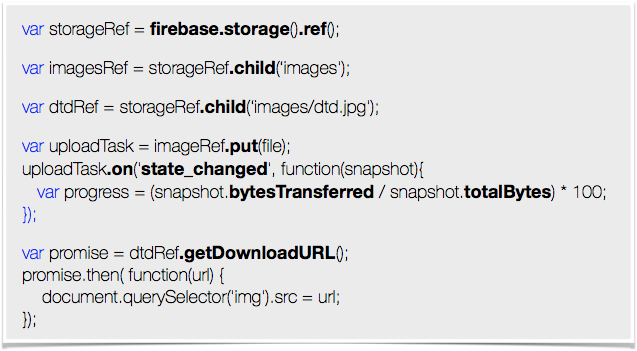 var storageRef = firebase.storage().ref();
var imagesRef = storageRef.child('images');
var dtdRef = storageRef.child('images/dtd.jpg');
var uploadTask = imageRef.put(file);
uploadTask.on('state_changed', function(snapshot){
var progress = (snapshot.bytesTransferred / snapshot.totalBytes) * 100;
});
var promise = dtdRef.getDownloadURL();
promise.then( function(url) {
document.querySelector('img').src = url;
});